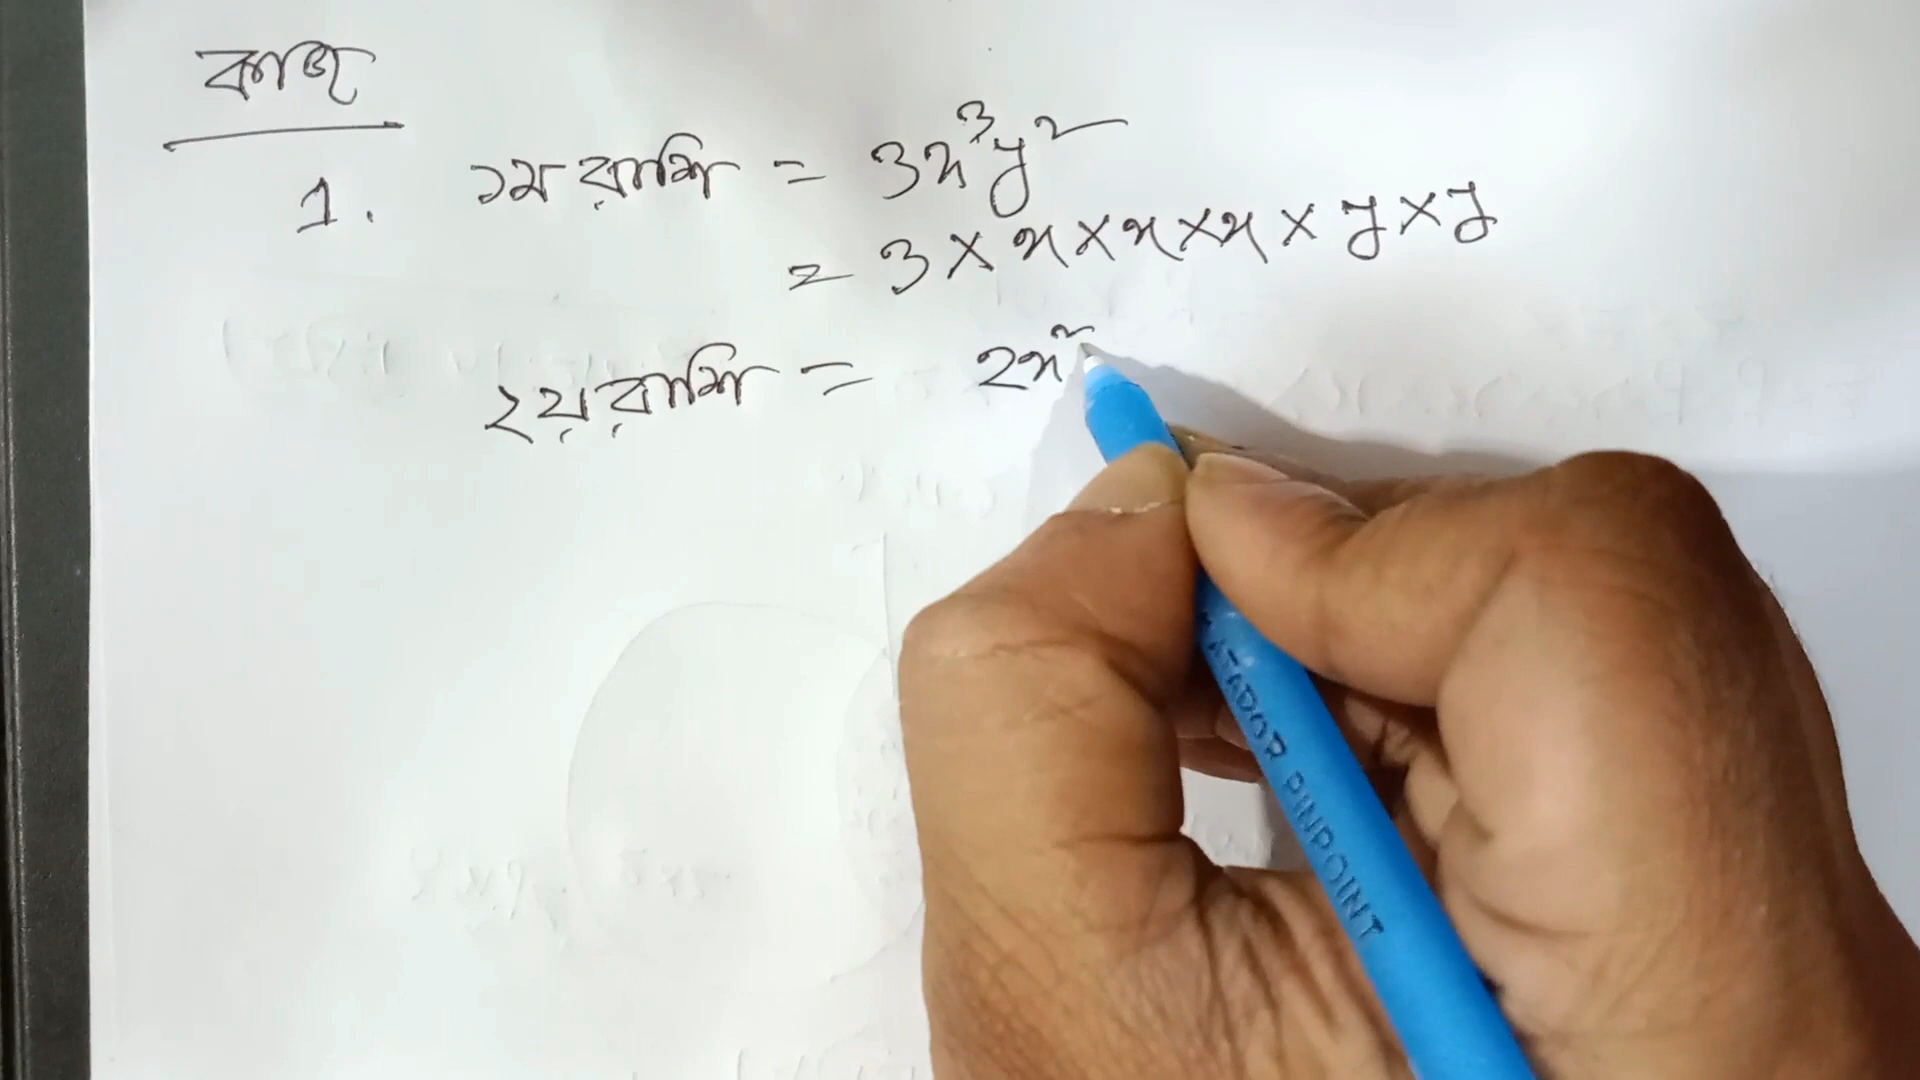 কাজ
1. ১ম রাশি = 3x³y²
= 3 × x × x × x × y × y
২য় রাশি = 2x²
MATADOR PINPOINT